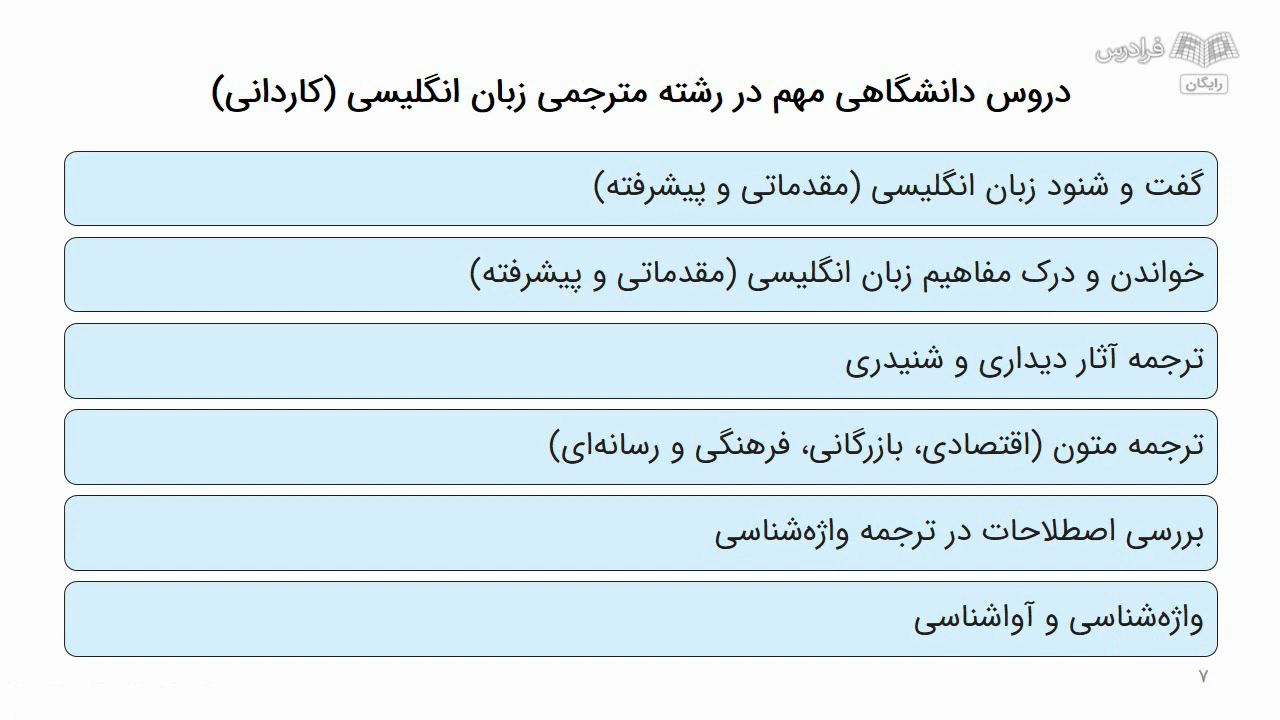 فرادرس
رایگان
دروس دانشگاهی مهم در رشته مترجمی زبان انگلیسی (کاردانی)
گفت و شنود زبان انگلیسی (مقدماتی و پیشرفته)
خواندن و درک مفاهیم زبان انگلیسی (مقدماتی و پیشرفته)
ترجمه آثار دیداری و شنیدری
ترجمه متون (اقتصادی، بازرگانی، فرهنگی و رسانه‌ای)
بررسی اصطلاحات در ترجمه واژه‌شناسی
واژه‌شناسی و آواشناسی
۷